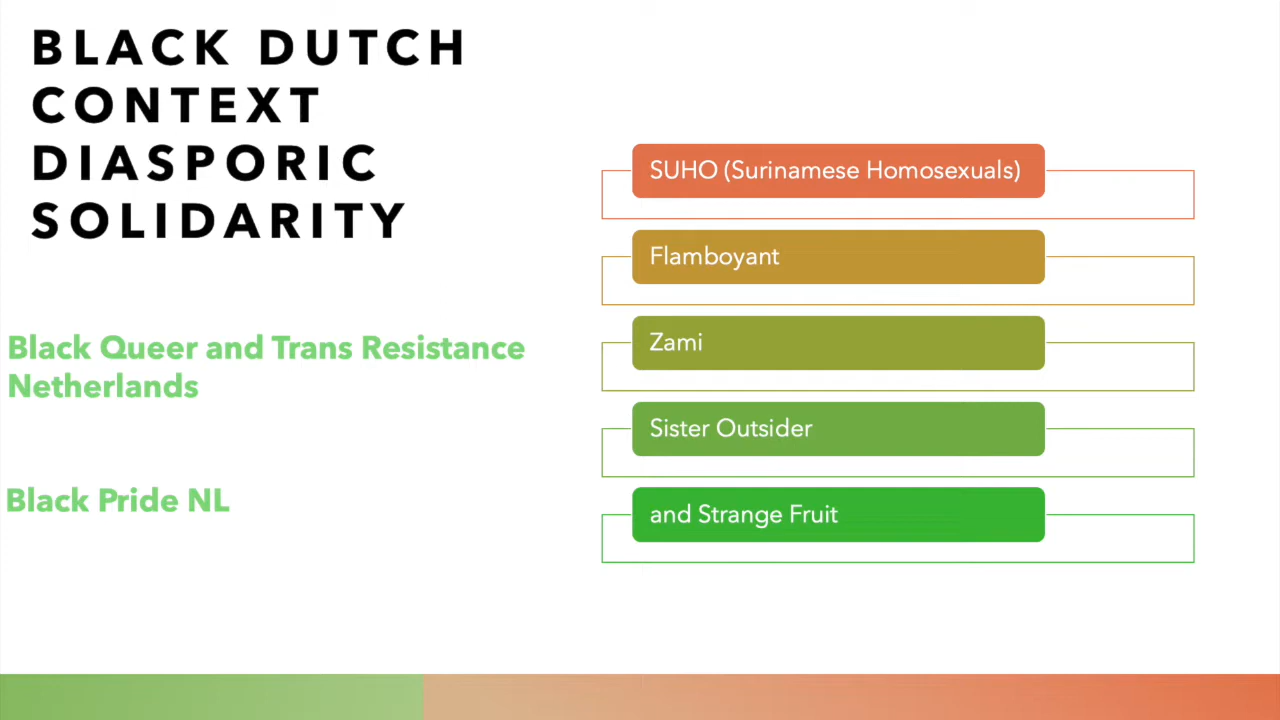 BLACK DUTCH
CONTEXT
DIASPORIC
SOLIDARITY
Black Queer and Trans Resistance
Netherlands
Black Pride NL
SUHO (Surinamese Homosexuals)
Flamboyant
Zami
Sister Outsider
and Strange Fruit